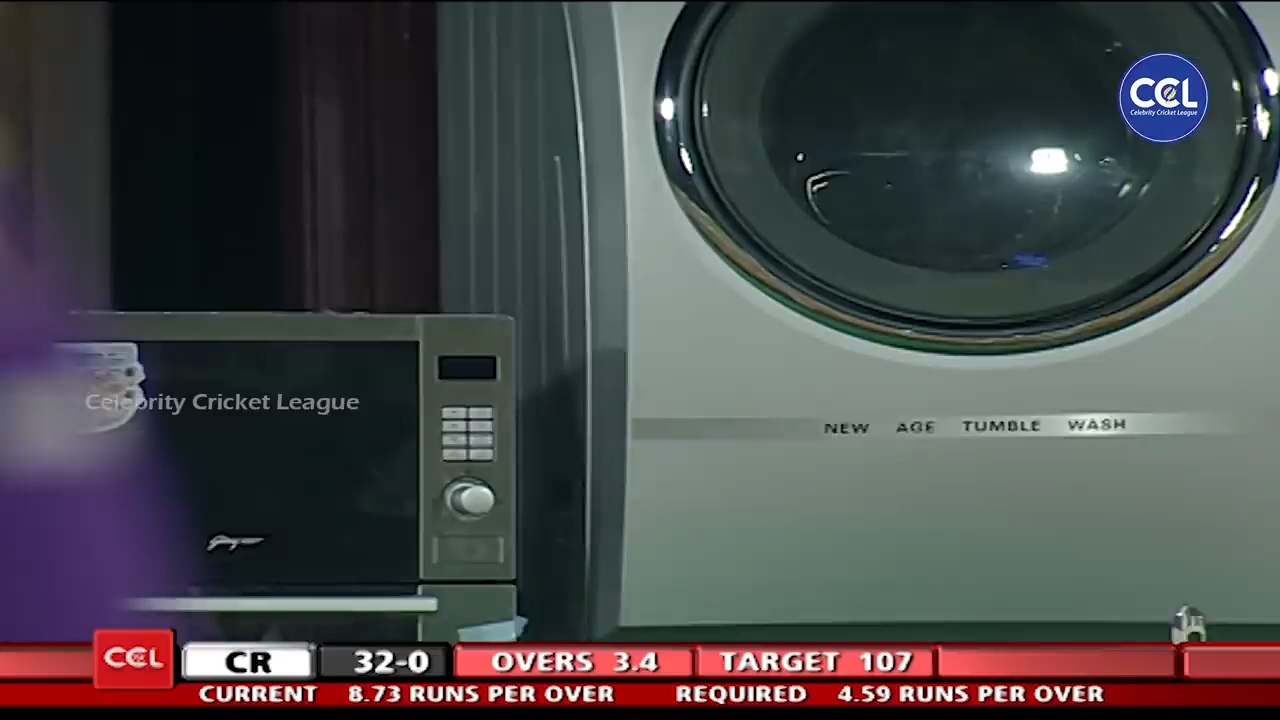 CCL
Celebrity Cricket League
Celebrity Cricket League
NEW AGE TUMBLE WASH
Godrej
CCL CR 32-0 OVERS 3.4 TARGET 107
CURRENT 8.73 RUNS PER OVER REQUIRED 4.59 RUNS PER OVER